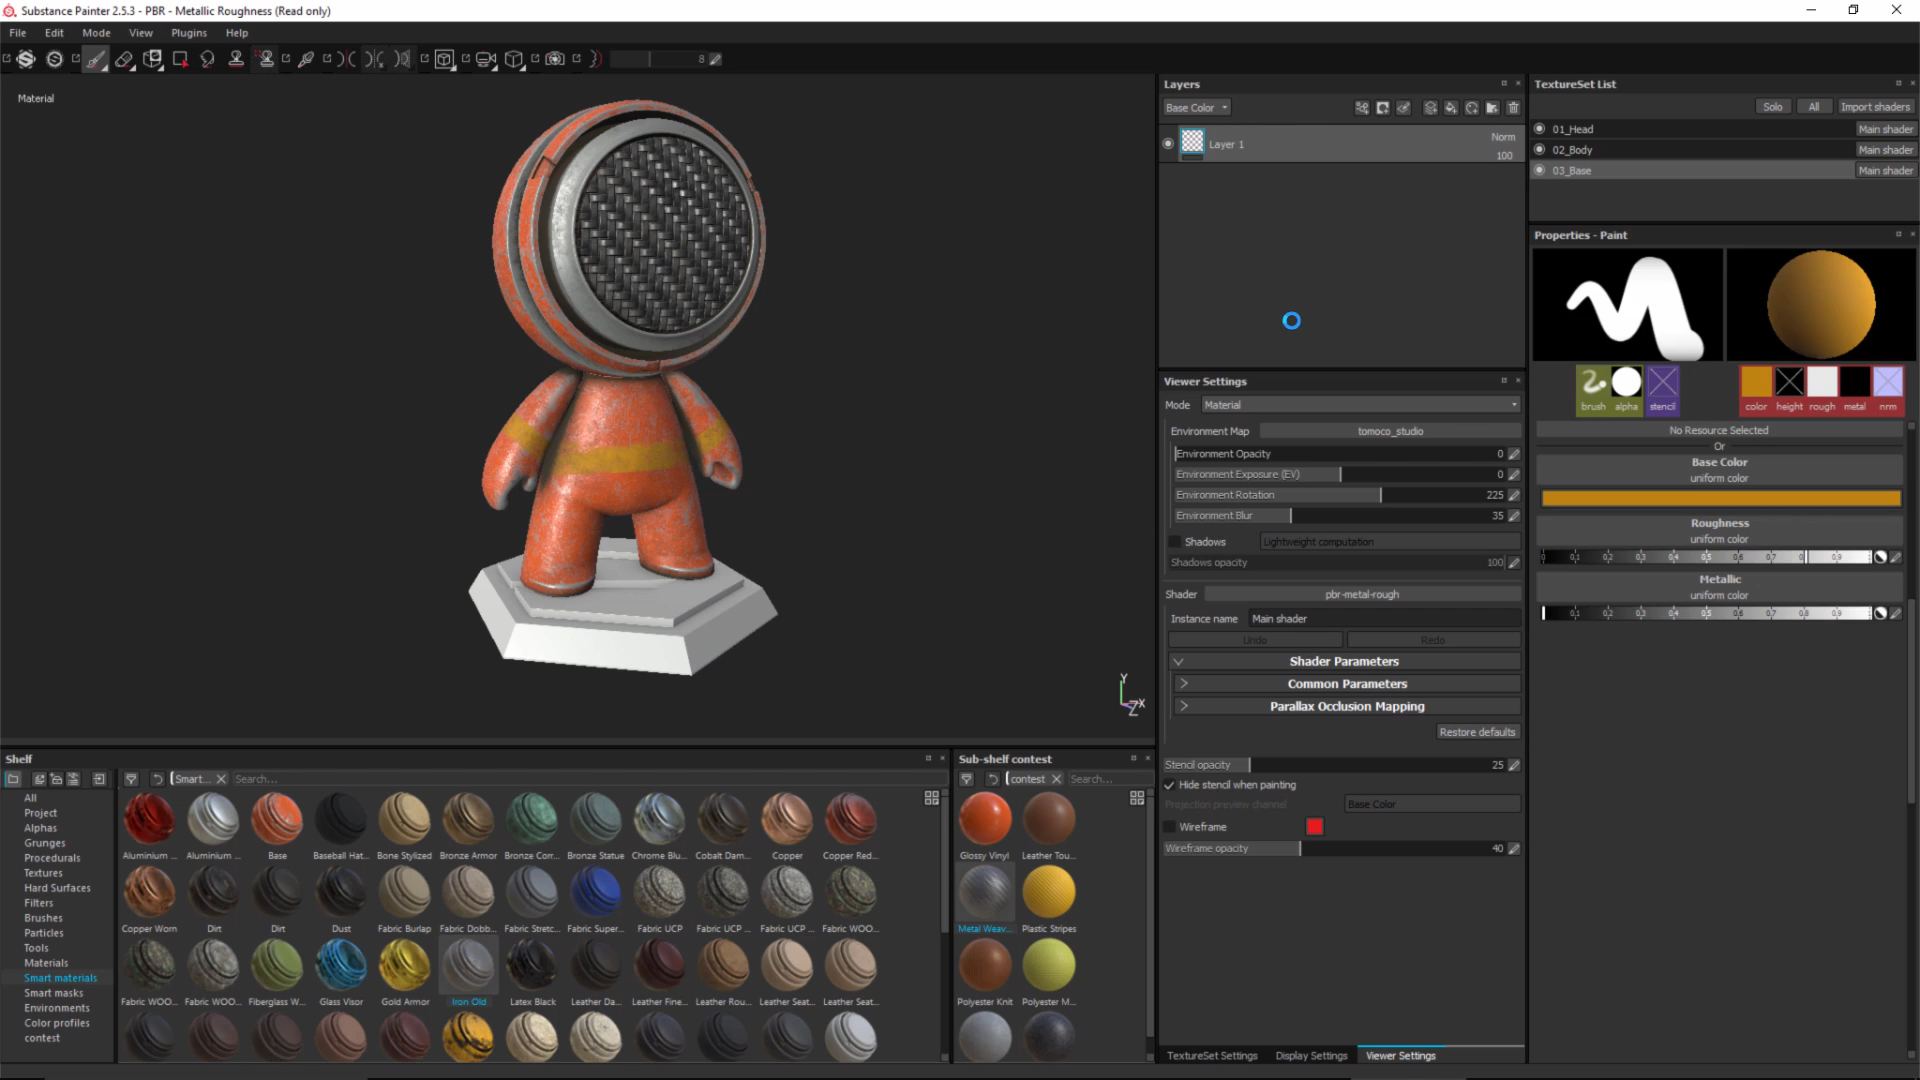 Substance Painter 2.5.3 - PBR - Metallic Roughness (Read only)
File Edit Mode View Plugins Help
8
Material
Layers
Base Color
Layer 1
Norm
100
TextureSet List
Solo All Import shaders
01_Head Main shader
02_Body Main shader
03_Base Main shader
Properties - Paint
brush alpha stencil color height rough metal nrm
No Resource Selected
Or
Base Color
uniform color
Roughness
uniform color
Metallic
uniform color
Viewer Settings
Mode Material
Environment Map tomoco_studio
Environment Opacity 0
Environment Exposure (EV) 0
Environment Rotation 225
Environment Blur 35
Shadows Lightweight computation
Shadows opacity 100
Shader pbr-metal-rough
Instance name Main shader
Undo Redo
Shader Parameters
Common Parameters
Parallax Occlusion Mapping
Restore defaults
Stencil opacity 25
Hide stencil when painting
Projection preview channel Base Color
Wireframe
Wireframe opacity 40
TextureSet Settings Display Settings Viewer Settings
Y
X
Z
Shelf
Smart... Search...
All
Project
Alphas
Grunges
Procedurals
Textures
Hard Surfaces
Filters
Brushes
Particles
Tools
Materials
Smart materials
Smart masks
Environments
Color profiles
contest
Aluminium ... Aluminium ... Base Baseball Hat... Bone Stylized Bronze Armor Bronze Corr... Bronze Statue Chrome Blu... Cobalt Dam... Copper Copper Red...
Copper Worn Dirt Dirt Dust Fabric Burlap Fabric Dobb... Fabric Stretc... Fabric Super... Fabric UCP Fabric UCP ... Fabric UCP ... Fabric WOO...
Fabric WOO... Fabric WOO... Fiberglass W... Glass Visor Gold Armor Iron Old Latex Black Leather Da... Leather Fine... Leather Rou... Leather Seat... Leather Seat...
Sub-shelf contest
contest Search...
Glossy Vinyl Leather Tou...
Metal Weav... Plastic Stripes
Polyester Knit Polyester M...